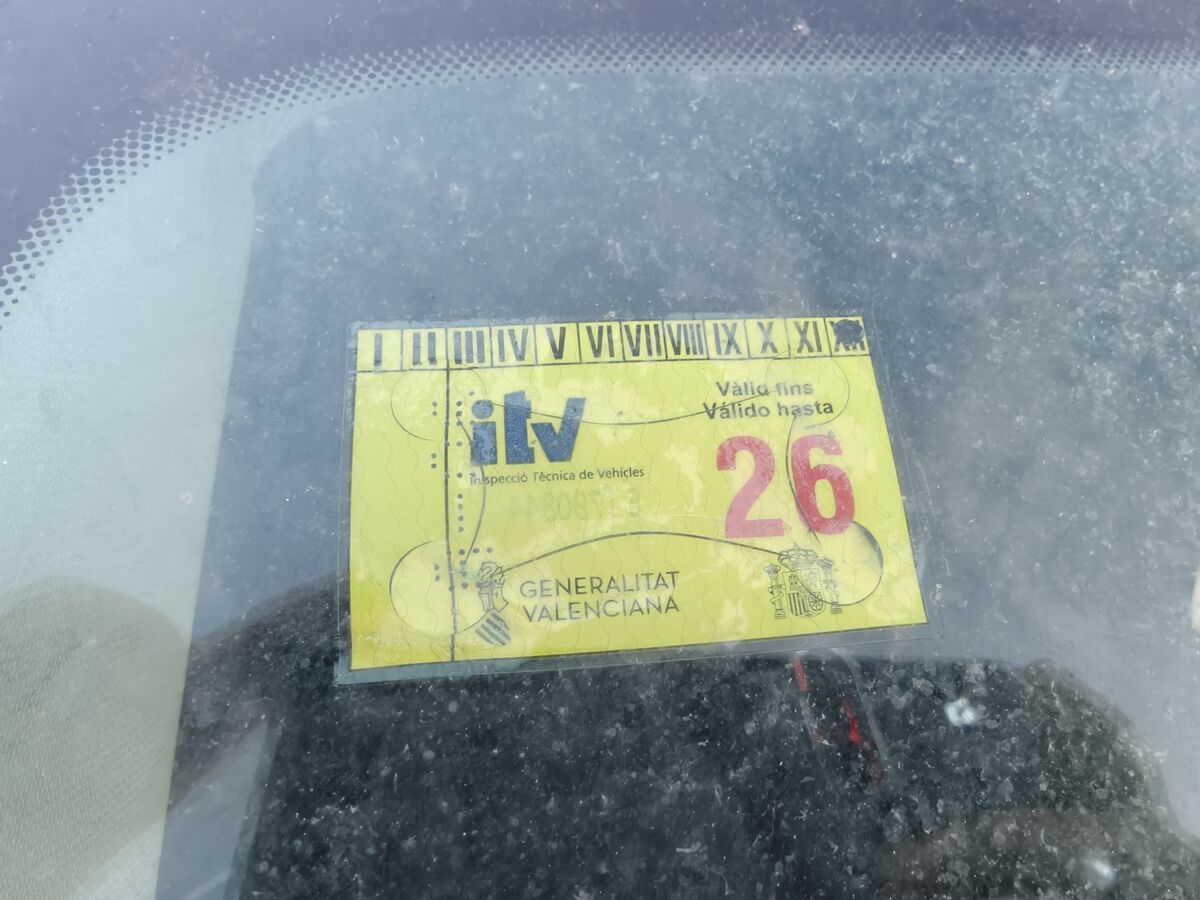 I II III IV V VI VII VIII IX X XI XII
Vàlid fins
Válido hasta
itv
Inspecció Tècnica de Vehicles
26
GENERALITAT
VALENCIANA